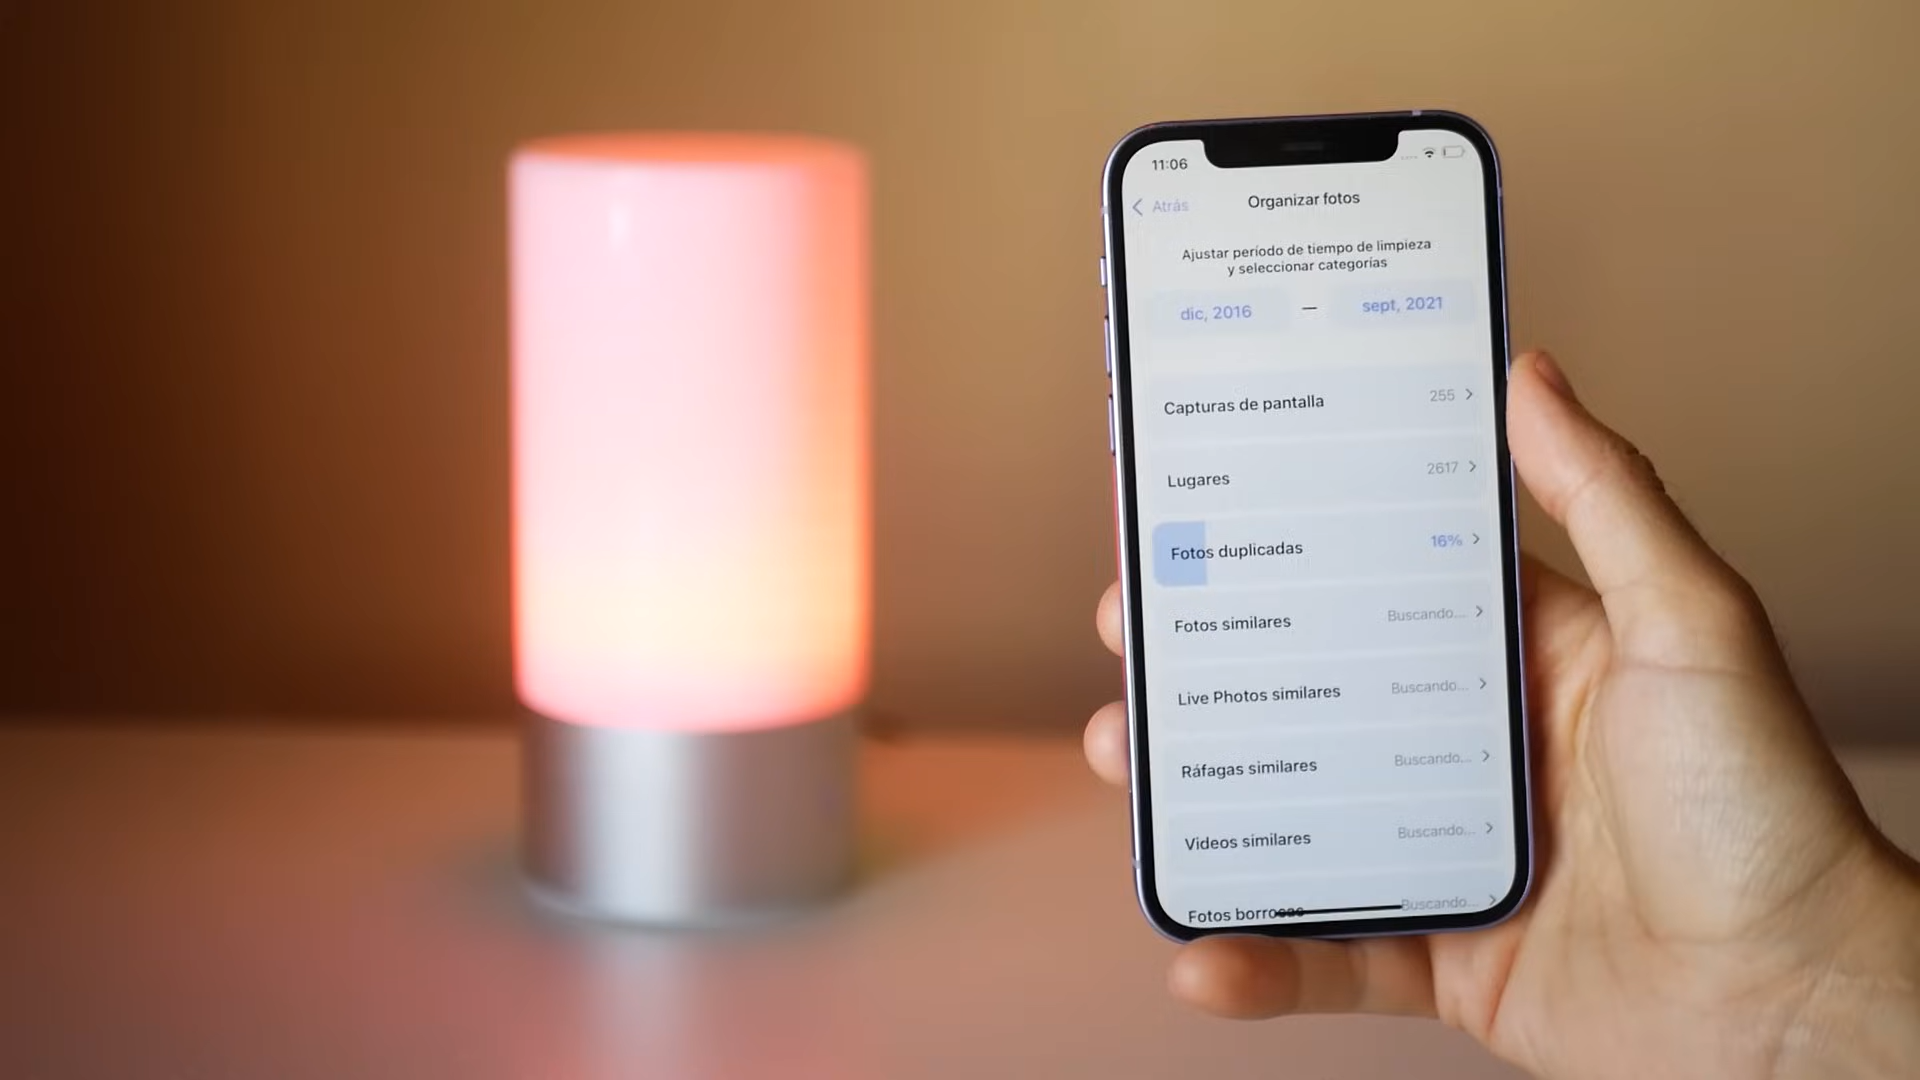 11:06
Atrás
Organizar fotos
Ajustar período de tiempo de limpieza
y seleccionar categorías
dic, 2016 — sept, 2021
Capturas de pantalla 255
Lugares 2617
Fotos duplicadas 16%
Fotos similares Buscando...
Live Photos similares Buscando...
Ráfagas similares Buscando...
Videos similares Buscando...
Fotos borrosas Buscando...